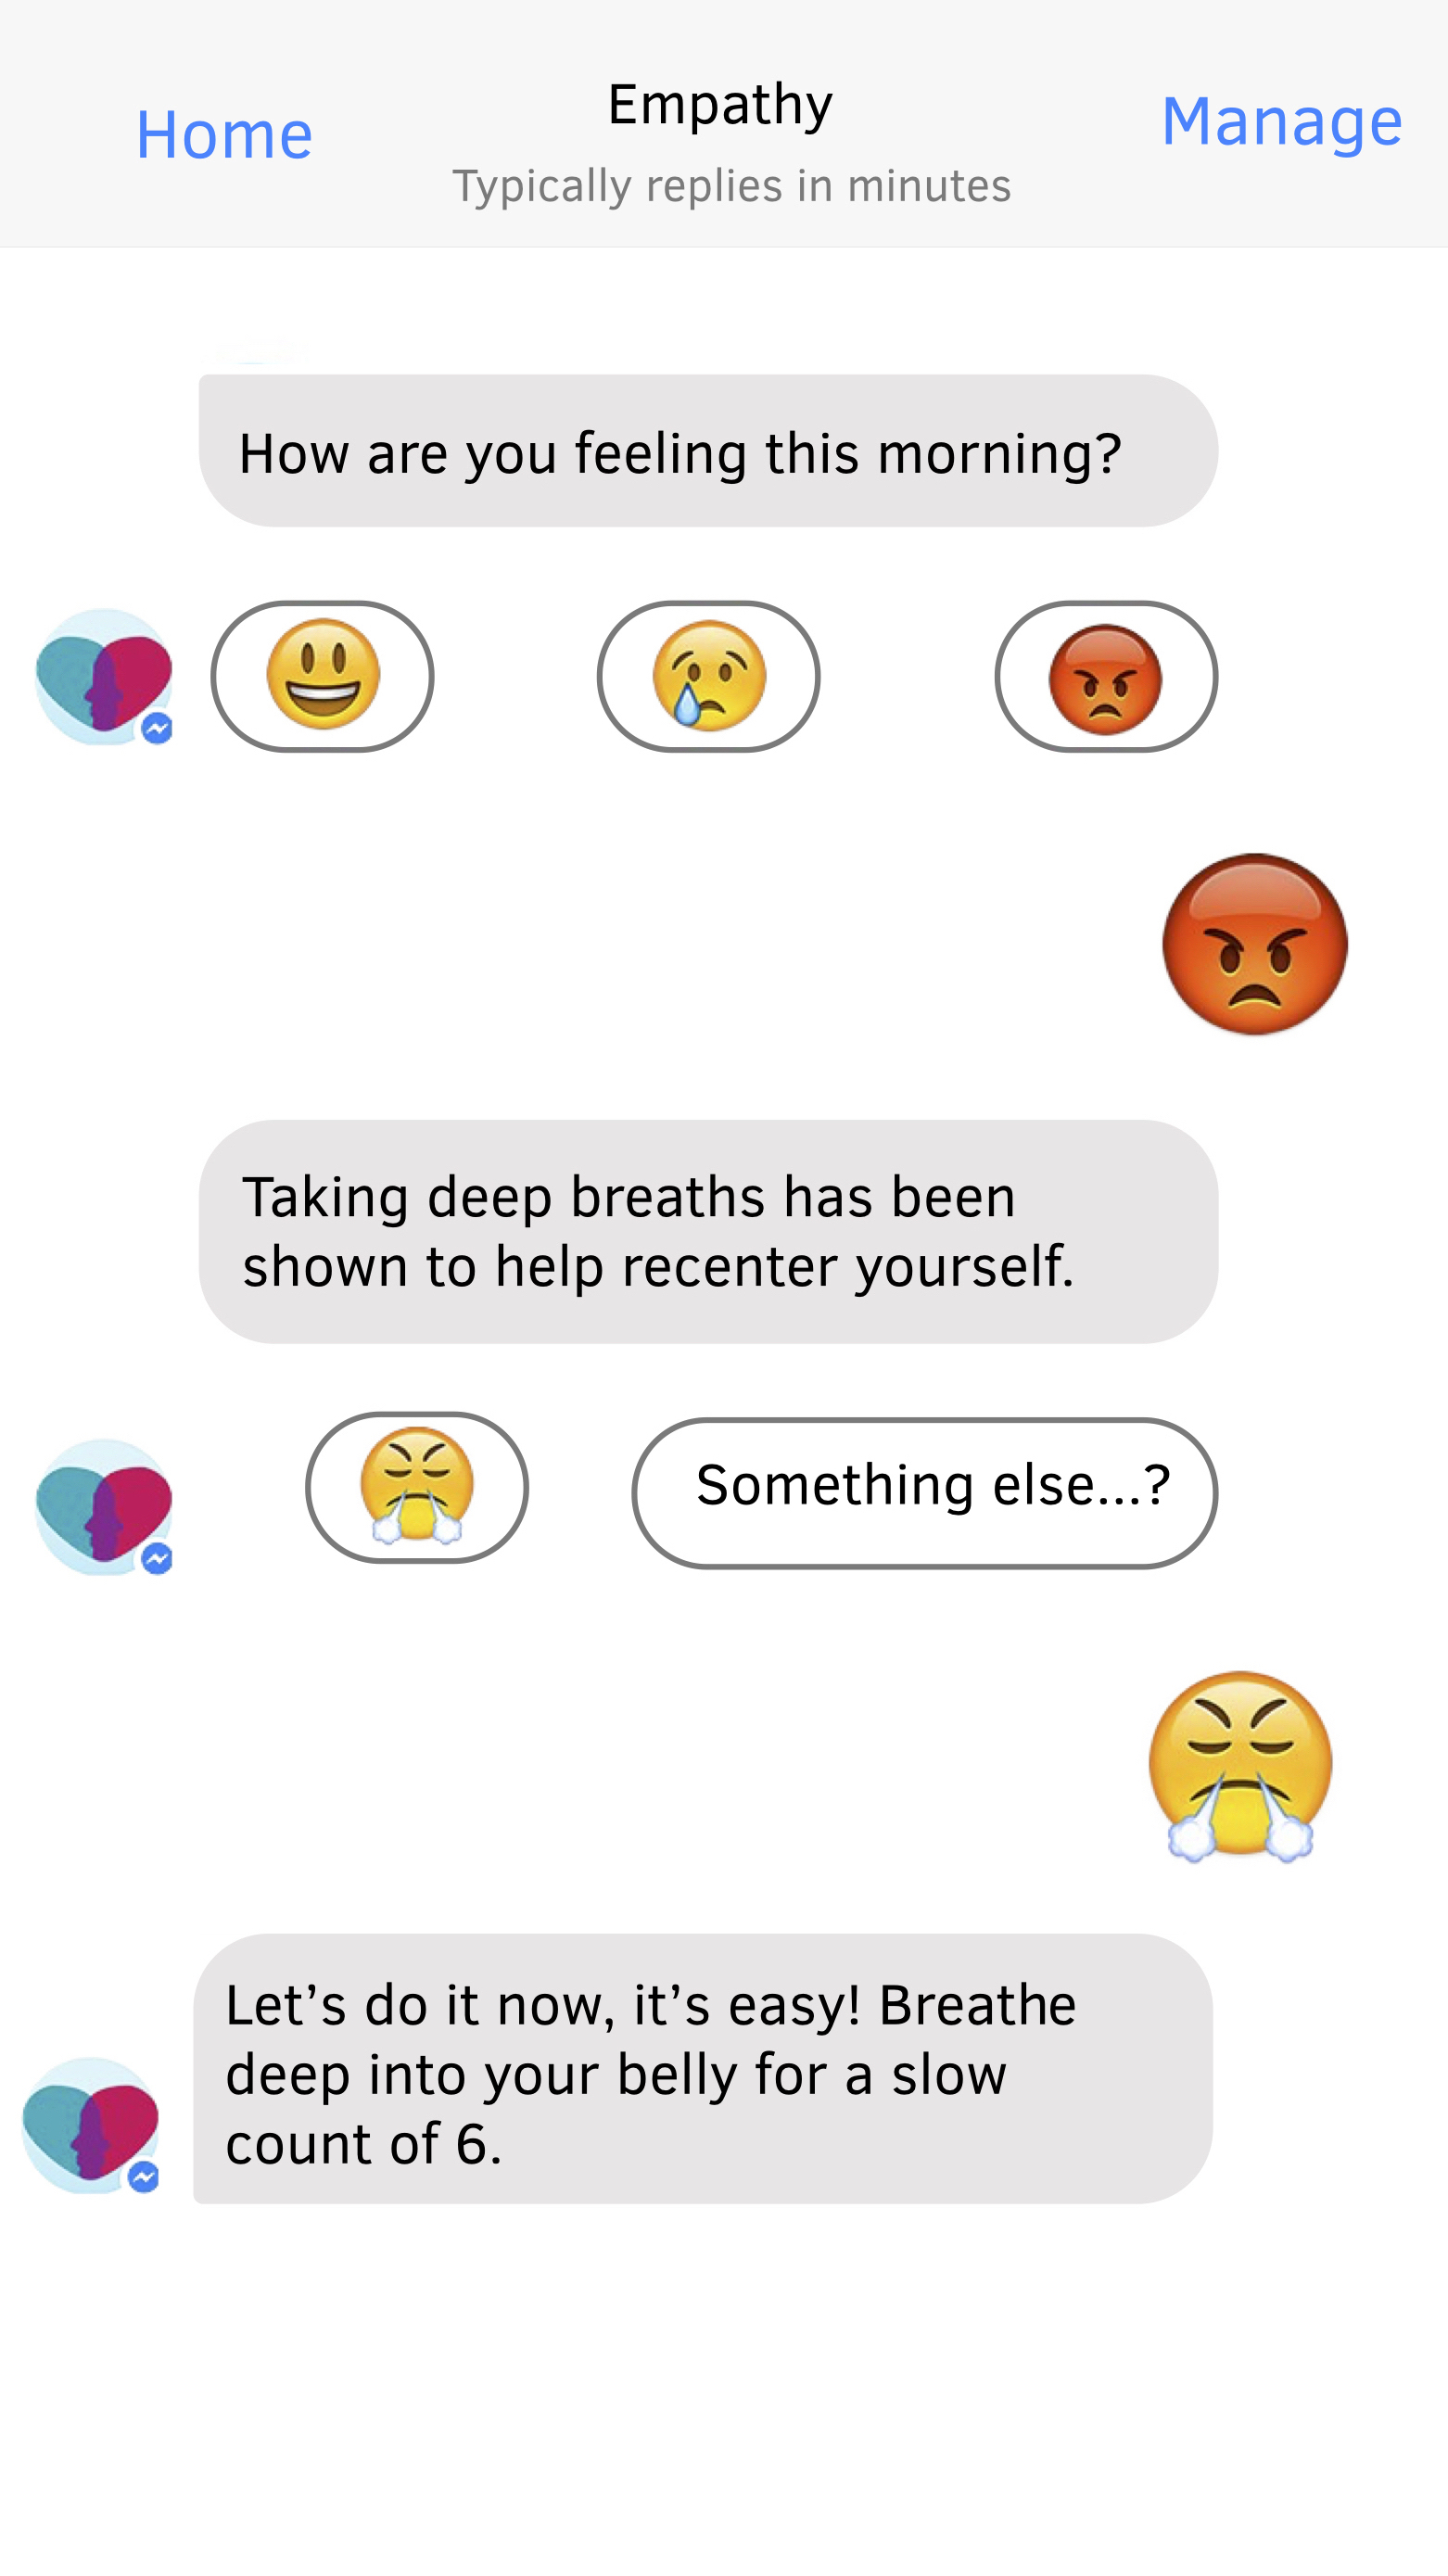 Home
Empathy
Manage
Typically replies in minutes
How are you feeling this morning?
Taking deep breaths has been
shown to help recenter yourself.
Something else...?
Let’s do it now, it’s easy! Breathe
deep into your belly for a slow
count of 6.